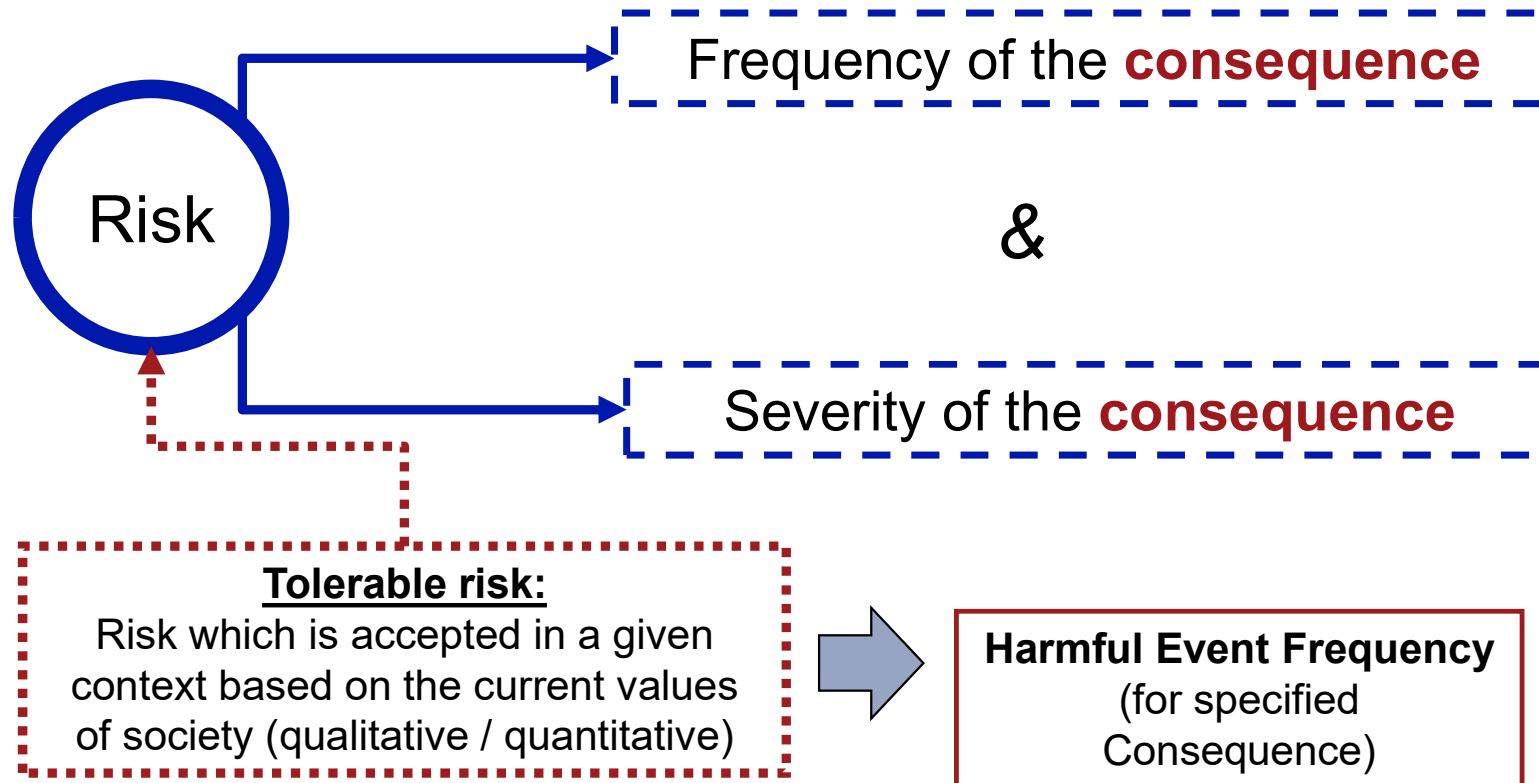 Frequency of the consequence
Risk
&
Severity of the consequence
Tolerable risk:
Risk which is accepted in a given
context based on the current values
of society (qualitative / quantitative)
Harmful Event Frequency
(for specified
Consequence)